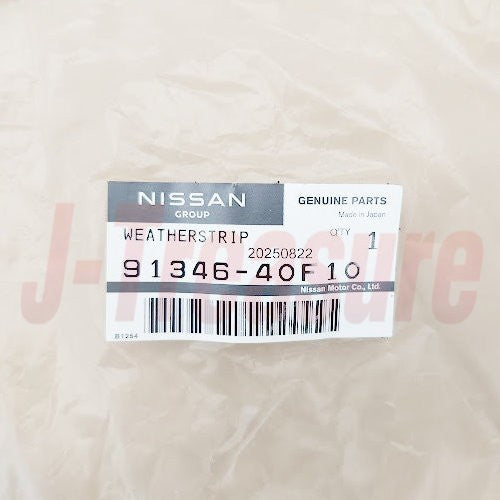 NISSAN
GROUP
GENUINE PARTS
Made in Japan
WEATHERSTRIP
QTY 1
20250822
91346-40F10
Nissan Motor Co., Ltd.
B1254
J-Treasure